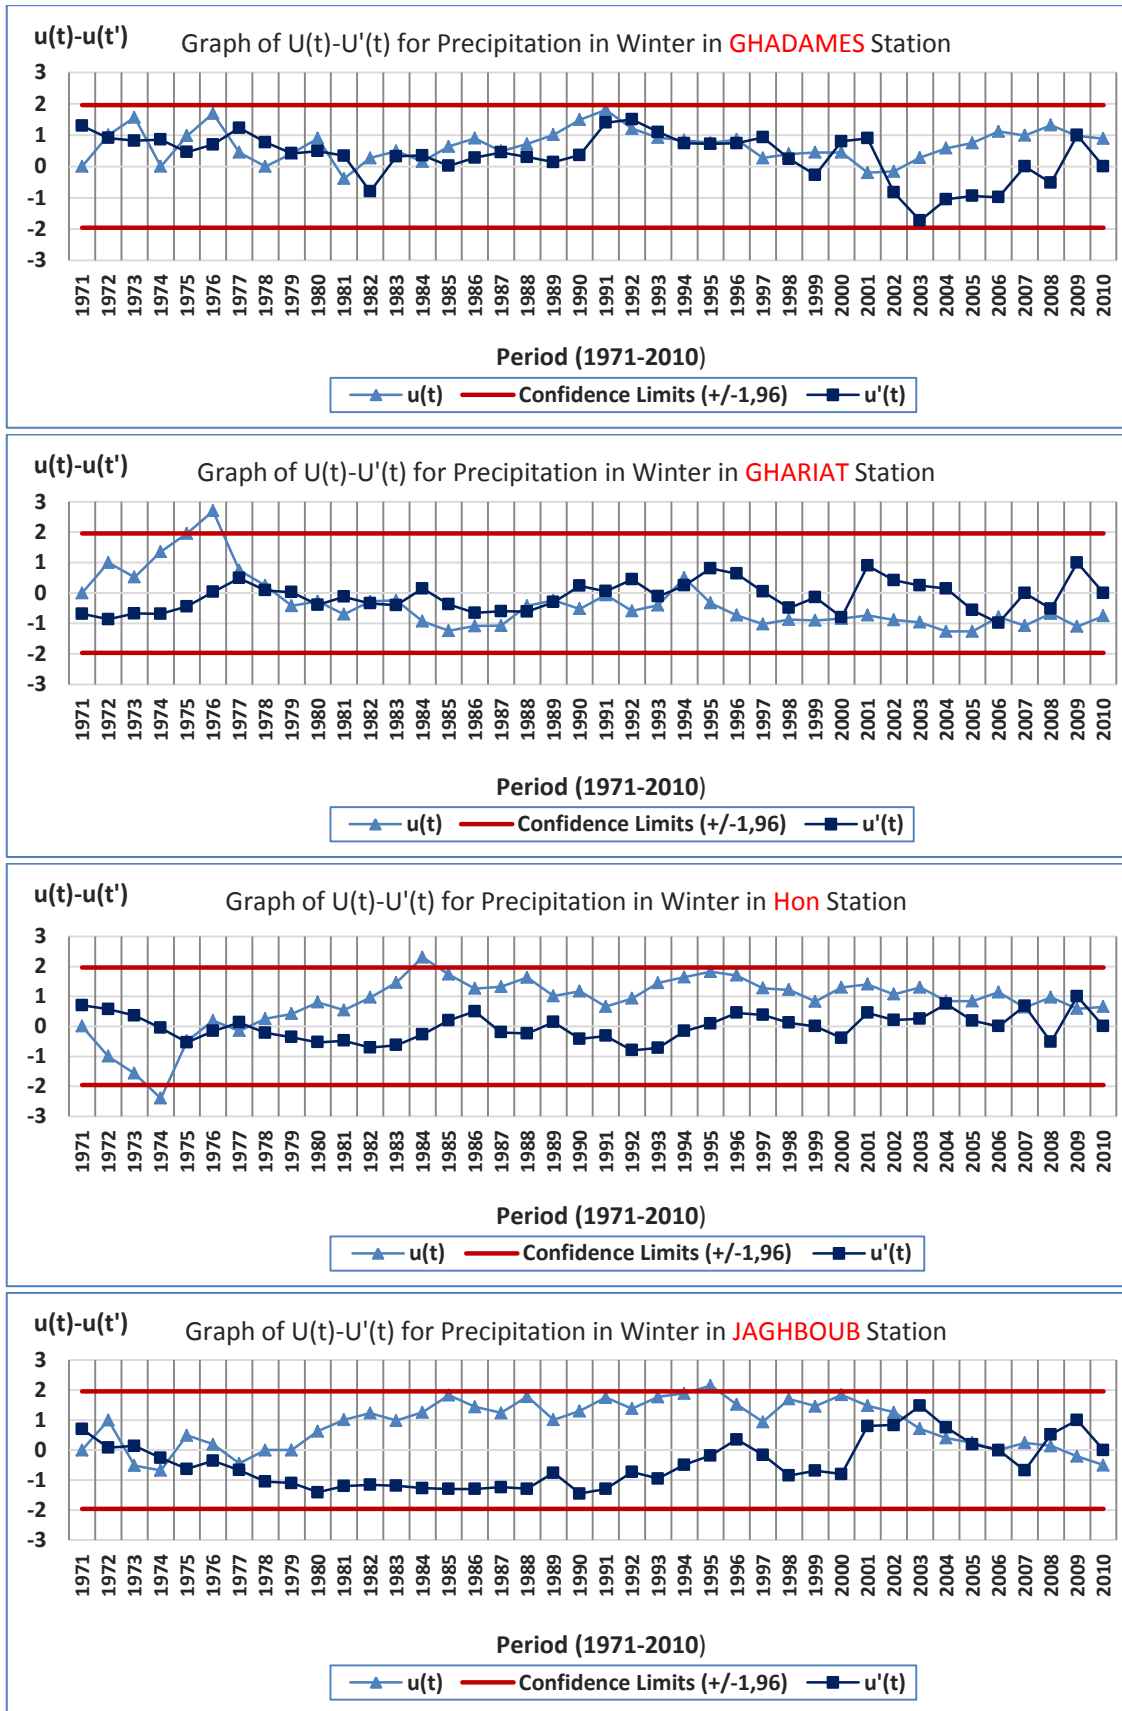 u(t)-u(t')
Graph of U(t)-U'(t) for Precipitation in Winter in GHADAMES Station
3
2
1
0
-1
-2
-3
1971 1972 1973 1974 1975 1976 1977 1978 1979 1980 1981 1982 1983 1984 1985 1986 1987 1988 1989 1990 1991 1992 1993 1994 1995 1996 1997 1998 1999 2000 2001 2002 2003 2004 2005 2006 2007 2008 2009 2010
Period (1971-2010)
u(t) Confidence Limits (+/-1,96) u'(t)
u(t)-u(t')
Graph of U(t)-U'(t) for Precipitation in Winter in GHARIAT Station
3
2
1
0
-1
-2
-3
1971 1972 1973 1974 1975 1976 1977 1978 1979 1980 1981 1982 1983 1984 1985 1986 1987 1988 1989 1990 1991 1992 1993 1994 1995 1996 1997 1998 1999 2000 2001 2002 2003 2004 2005 2006 2007 2008 2009 2010
Period (1971-2010)
u(t) Confidence Limits (+/-1,96) u'(t)
u(t)-u(t')
Graph of U(t)-U'(t) for Precipitation in Winter in Hon Station
3
2
1
0
-1
-2
-3
1971 1972 1973 1974 1975 1976 1977 1978 1979 1980 1981 1982 1983 1984 1985 1986 1987 1988 1989 1990 1991 1992 1993 1994 1995 1996 1997 1998 1999 2000 2001 2002 2003 2004 2005 2006 2007 2008 2009 2010
Period (1971-2010)
u(t) Confidence Limits (+/-1,96) u'(t)
u(t)-u(t')
Graph of U(t)-U'(t) for Precipitation in Winter in JAGHBOUB Station
3
2
1
0
-1
-2
-3
1971 1972 1973 1974 1975 1976 1977 1978 1979 1980 1981 1982 1983 1984 1985 1986 1987 1988 1989 1990 1991 1992 1993 1994 1995 1996 1997 1998 1999 2000 2001 2002 2003 2004 2005 2006 2007 2008 2009 2010
Period (1971-2010)
u(t) Confidence Limits (+/-1,96) u'(t)